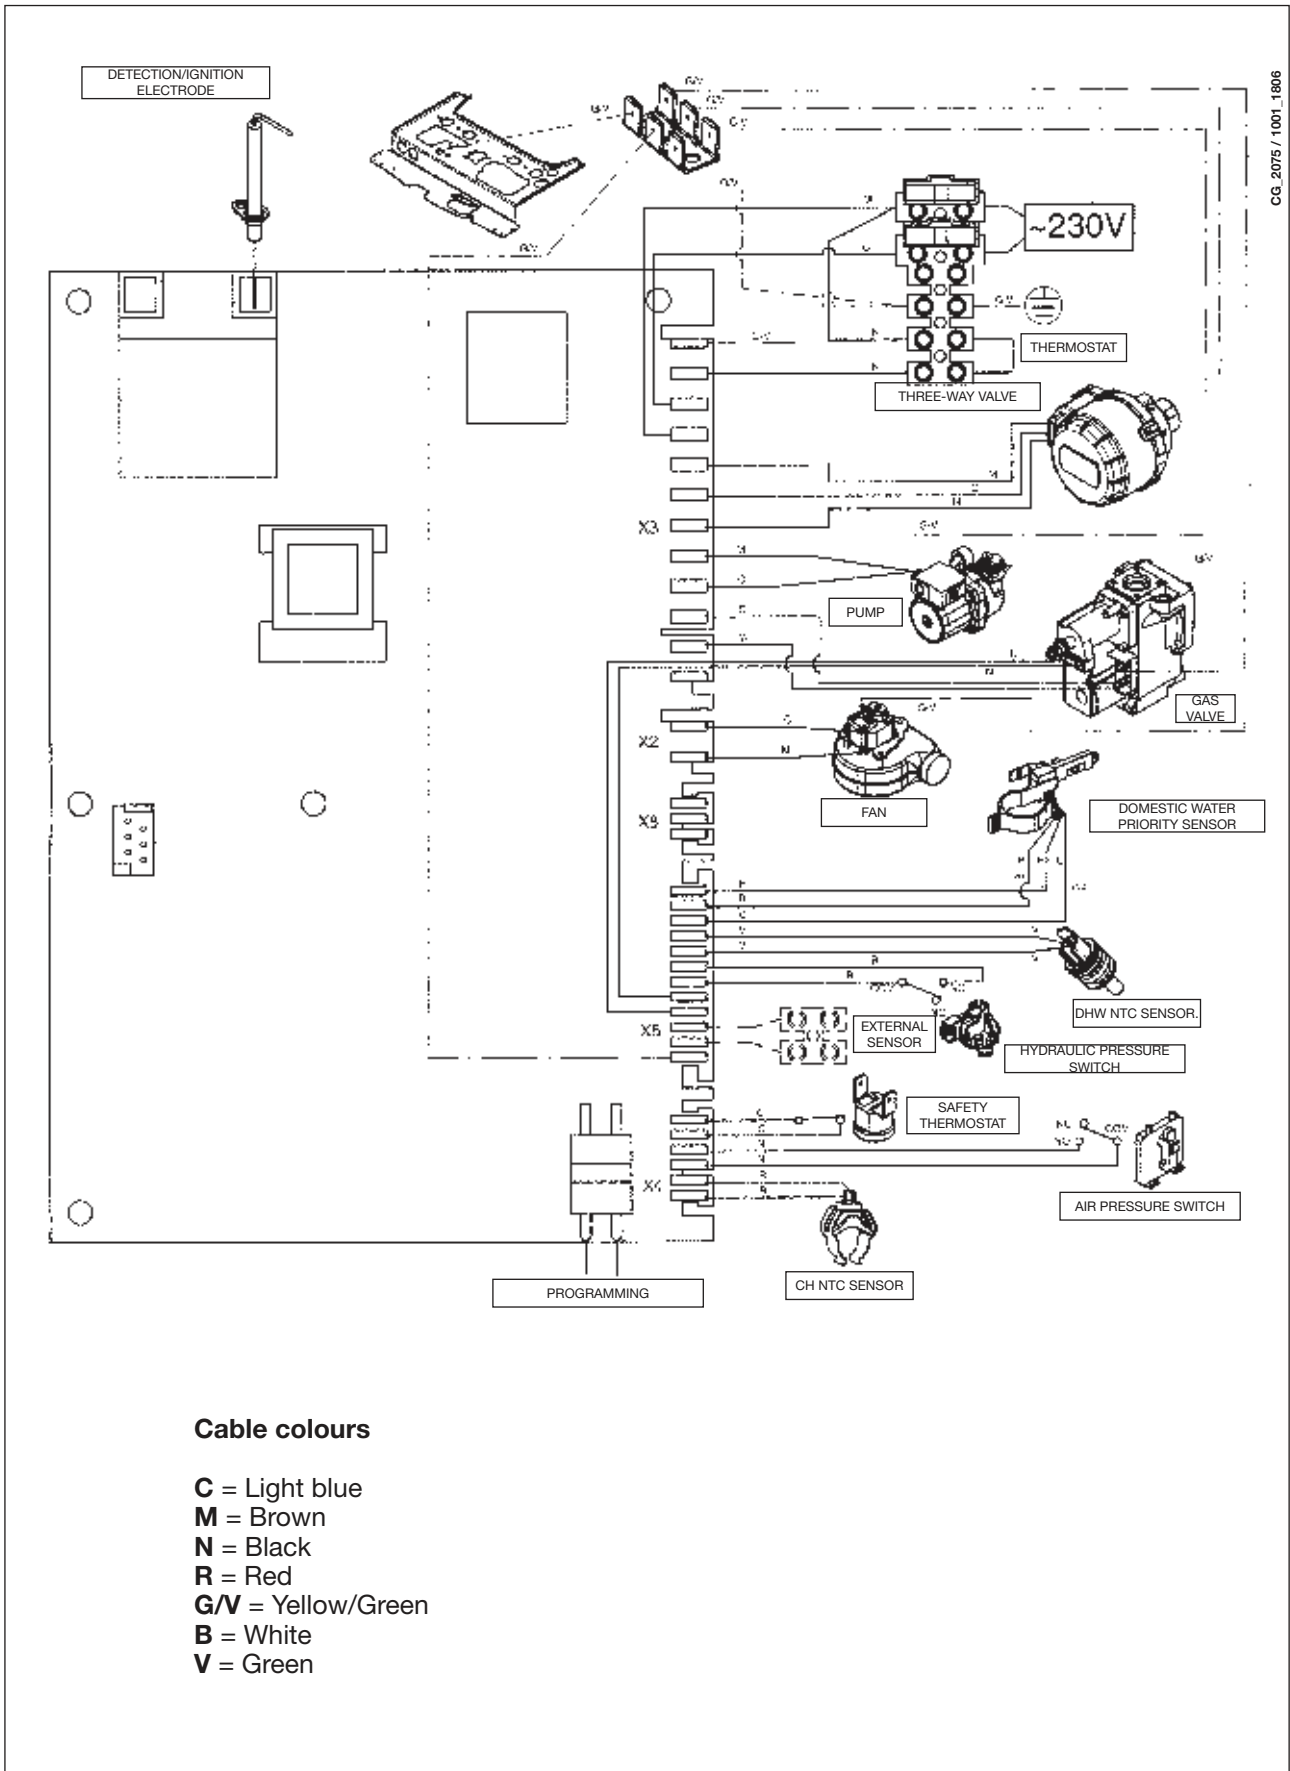 DETECTION/IGNITION
ELECTRODE
CG_2075 / 1001_1806
G/V
G/V
G/V
G/V
G/V
G/V
~230V
G/V
THERMOSTAT
N
THREE-WAY VALVE
M
N
X3
G/V
M
G/V
C
PUMP
N
GAS
VALVE
G/V
C
X2
N
FAN
DOMESTIC WATER
PRIORITY SENSOR
X8
R
DHW NTC SENSOR.
X5
EXTERNAL
SENSOR
HYDRAULIC PRESSURE
SWITCH
SAFETY
THERMOSTAT
X4
AIR PRESSURE SWITCH
CH NTC SENSOR
PROGRAMMING
Cable colours
C = Light blue
M = Brown
N = Black
R = Red
G/V = Yellow/Green
B = White
V = Green